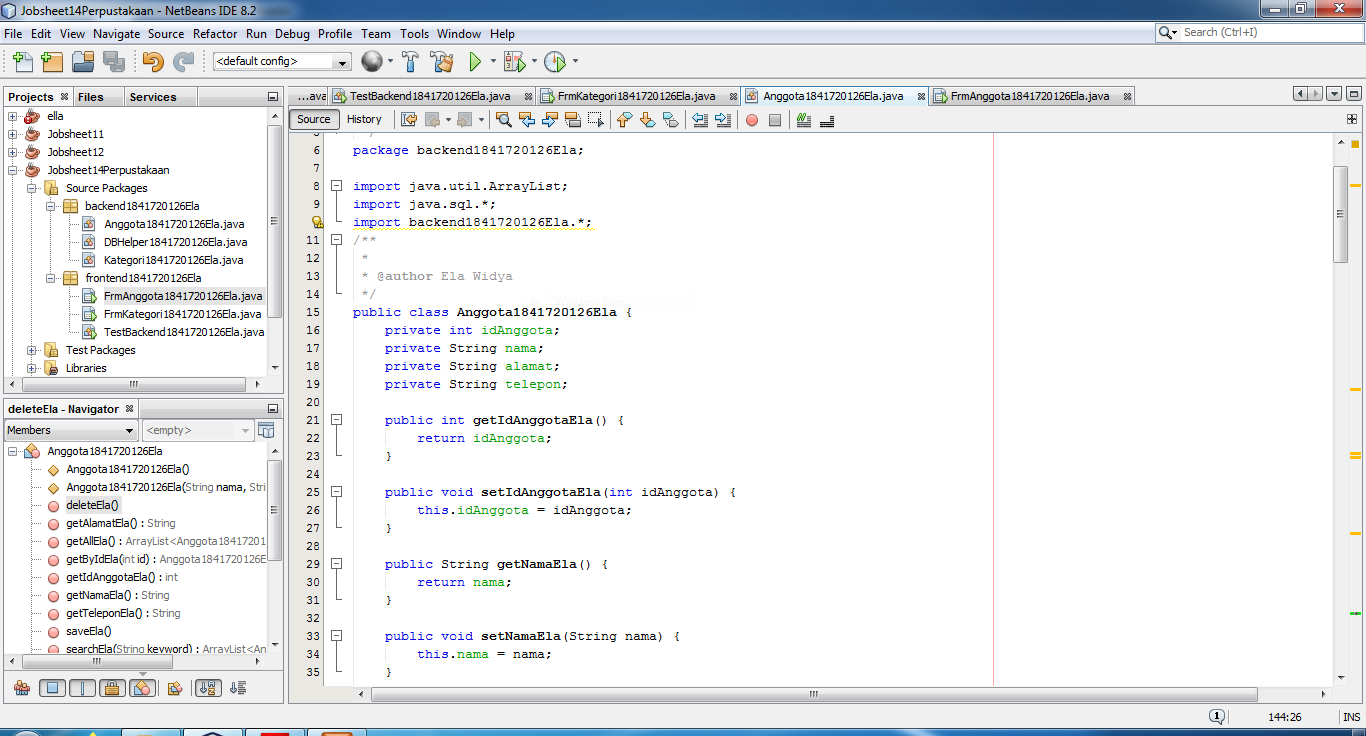 Jobsheet14Perpustakaan - NetBeans IDE 8.2
File Edit View Navigate Source Refactor Run Debug Profile Team Tools Window Help
Search (Ctrl+I)
<default config>
Projects Files Services
...ava TestBackend1841720126Ela.java FrmKategori1841720126Ela.java Anggota1841720126Ela.java FrmAnggota1841720126Ela.java
Source History
ella
Jobsheet11
Jobsheet12
Jobsheet14Perpustakaan
Source Packages
backend1841720126Ela
Anggota1841720126Ela.java
DBHelper1841720126Ela.java
Kategori1841720126Ela.java
frontend1841720126Ela
FrmAnggota1841720126Ela.java
FrmKategori1841720126Ela.java
TestBackend1841720126Ela.java
Test Packages
Libraries
deleteEla - Navigator
Members <empty>
Anggota1841720126Ela
Anggota1841720126Ela()
Anggota1841720126Ela(String nama, Stri
deleteEla()
getAlamatEla() : String
getAllEla() : ArrayList<Anggota18417201
getByIdEla(int id) : Anggota1841720126E
getIdAnggotaEla() : int
getNamaEla() : String
getTeleponEla() : String
saveEla()
searchEla(String keyword) : ArrayList<An
6 package backend1841720126Ela;
7
8 import java.util.ArrayList;
9 import java.sql.*;
import backend1841720126Ela.*;
11 /**
12 *
13 * @author Ela Widya
14 */
15 public class Anggota1841720126Ela {
16 private int idAnggota;
17 private String nama;
18 private String alamat;
19 private String telepon;
20
21 public int getIdAnggotaEla() {
22 return idAnggota;
23 }
24
25 public void setIdAnggotaEla(int idAnggota) {
26 this.idAnggota = idAnggota;
27 }
28
29 public String getNamaEla() {
30 return nama;
31 }
32
33 public void setNamaEla(String nama) {
34 this.nama = nama;
35 }
1 144:26 INS